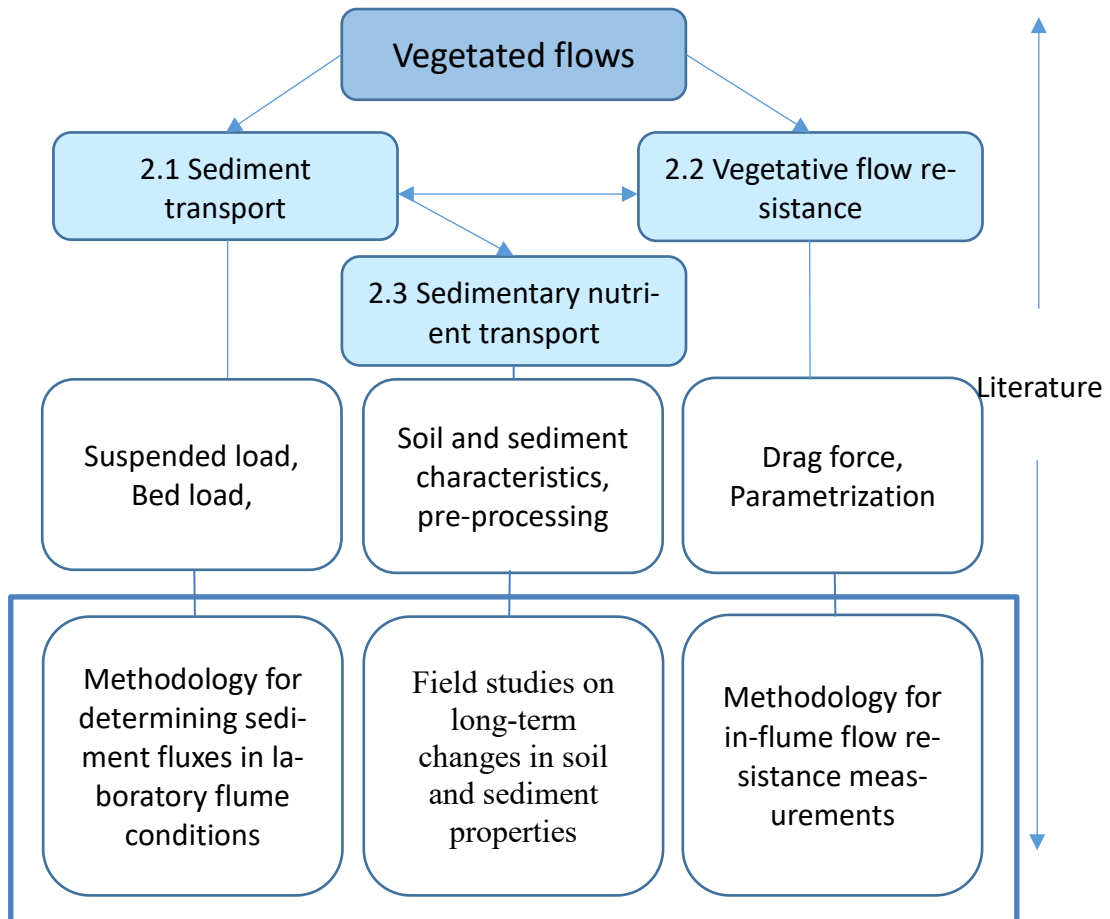 Vegetated flows
2.1 Sediment
transport
2.2 Vegetative flow re-
sistance
2.3 Sedimentary nutri-
ent transport
Literature
Suspended load,
Bed load,
Soil and sediment
characteristics,
pre-processing
Drag force,
Parametrization
Methodology for
determining sedi-
ment fluxes in la-
boratory flume
conditions
Field studies on
long-term
changes in soil
and sediment
properties
Methodology for
in-flume flow re-
sistance meas-
urements